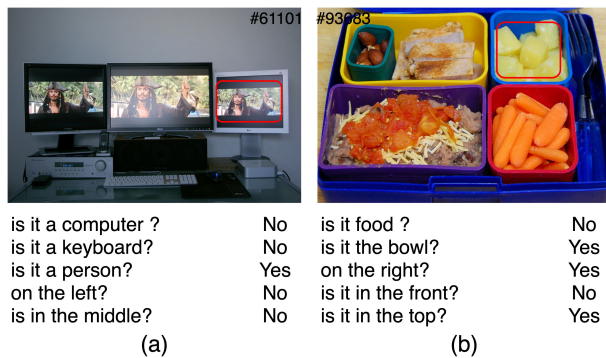 #61101 #93683
is it a computer ? No
is it a keyboard? No
is it a person? Yes
on the left? No
is in the middle? No
(a)
is it food ? No
is it the bowl? Yes
on the right? Yes
is it in the front? No
is it in the top? Yes
(b)